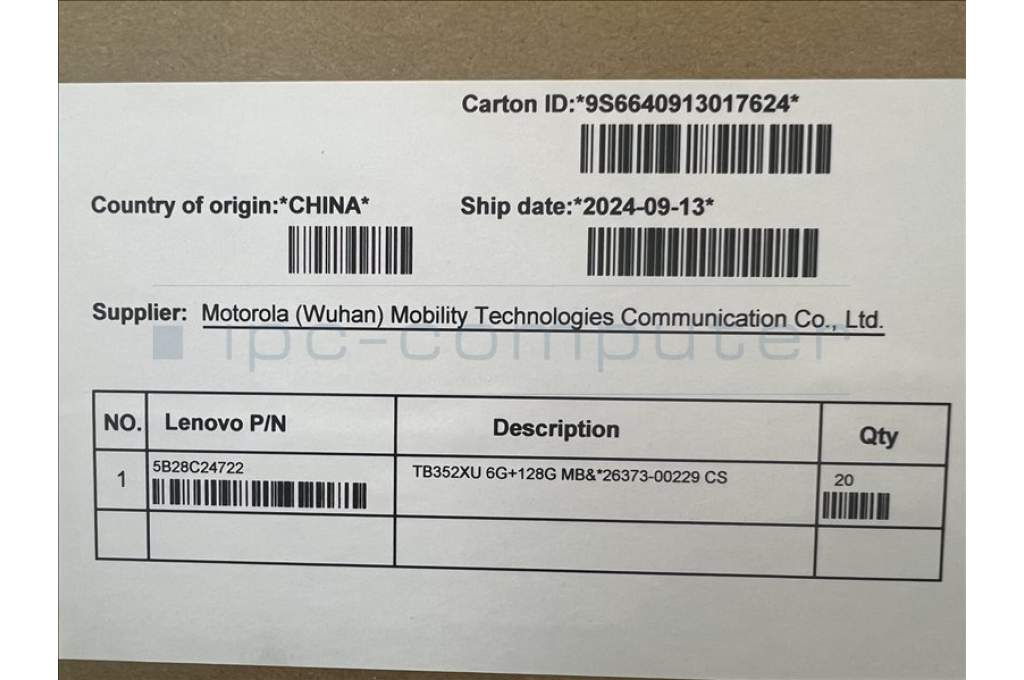 Carton ID:*9S6640913017624*
Country of origin:*CHINA*
Ship date:*2024-09-13*
Supplier: Motorola (Wuhan) Mobility Technologies Communication Co., Ltd.
ipc-computer
NO. Lenovo P/N Description Qty
1 5B28C24722 TB352XU 6G+128G MB&*26373-00229 CS 20